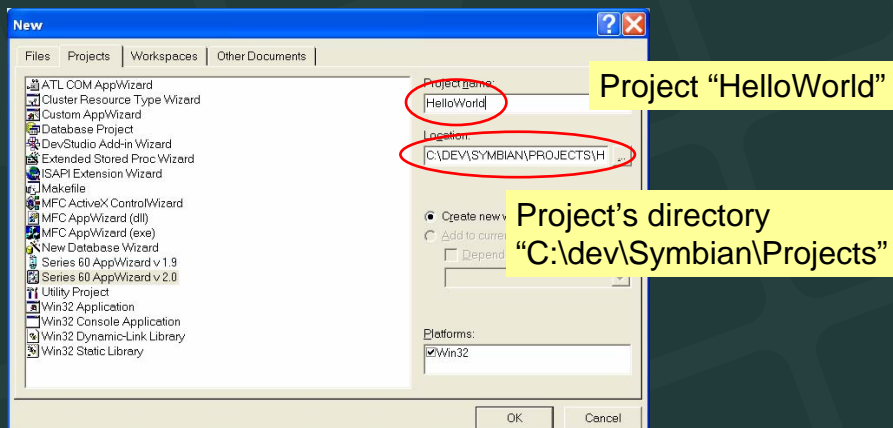 New
Files Projects Workspaces Other Documents
ATL COM AppWizard
Cluster Resource Type Wizard
Custom AppWizard
Database Project
DevStudio Add-in Wizard
Extended Stored Proc Wizard
ISAPI Extension Wizard
Makefile
MFC ActiveX ControlWizard
MFC AppWizard (dll)
MFC AppWizard (exe)
New Database Wizard
Series 60 AppWizard v 1.9
Series 60 AppWizard v 2.0
Utility Project
Win32 Application
Win32 Console Application
Win32 Dynamic-Link Library
Win32 Static Library
Project name:
HelloWorld
Project “HelloWorld”
Location:
C:\DEV\SYMBIAN\PROJECTS\H ...
Create new
Add to curre
Depend
Project’s directory
“C:\dev\Symbian\Projects”
Platforms:
Win32
OK Cancel